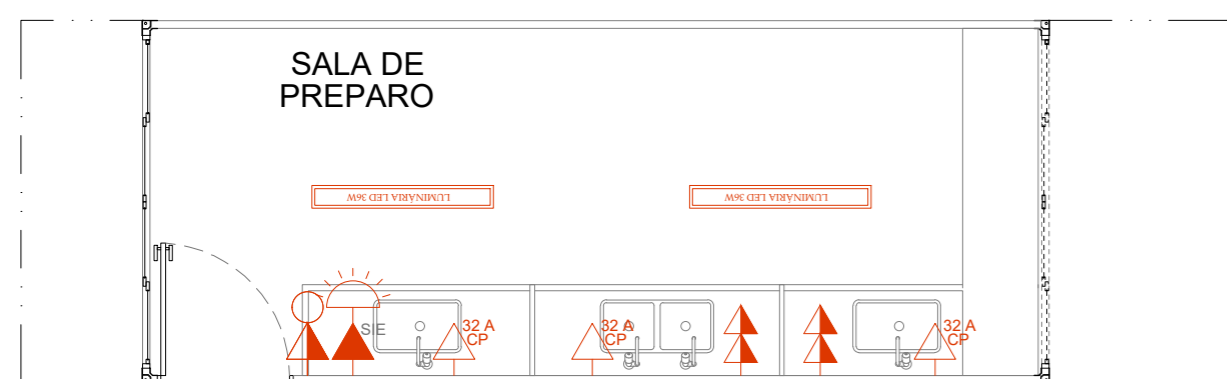 SALA DE
PREPARO
LUMINÁRIA LED 36W
LUMINÁRIA LED 36W
SIE
32 A
CP
32 A
CP
32 A
CP